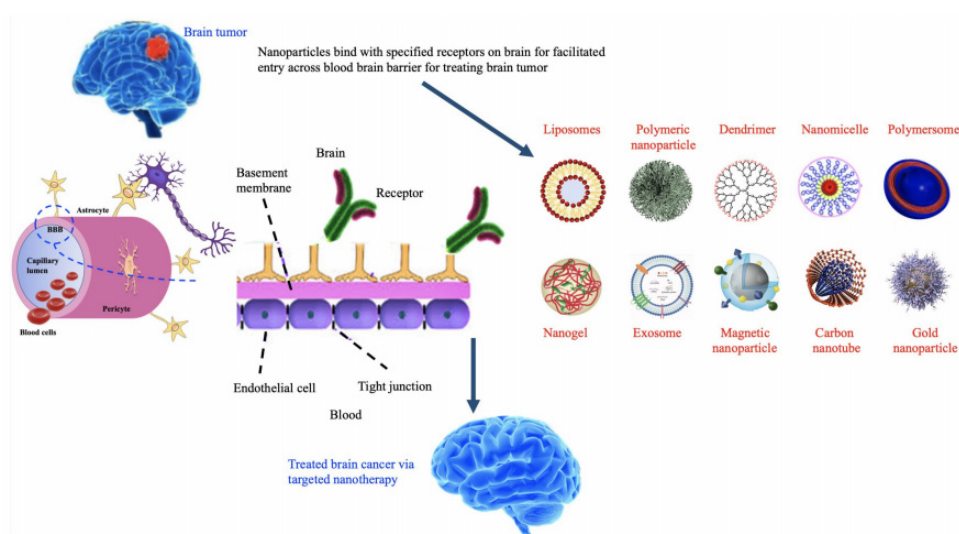 Brain tumor
Nanoparticles bind with specified receptors on brain for facilitated
entry across blood brain barrier for treating brain tumor
Liposomes
Polymeric
nanoparticle
Dendrimer
Nanomicelle
Polymersome
Brain
Basement
membrane
Receptor
Astrocyte
BBB
Capillary
lumen
Pericyte
Blood cells
Nanogel
Exosome
Magnetic
nanoparticle
Carbon
nanotube
Gold
nanoparticle
Endothelial cell
Tight junction
Blood
Treated brain cancer via
targeted nanotherapy